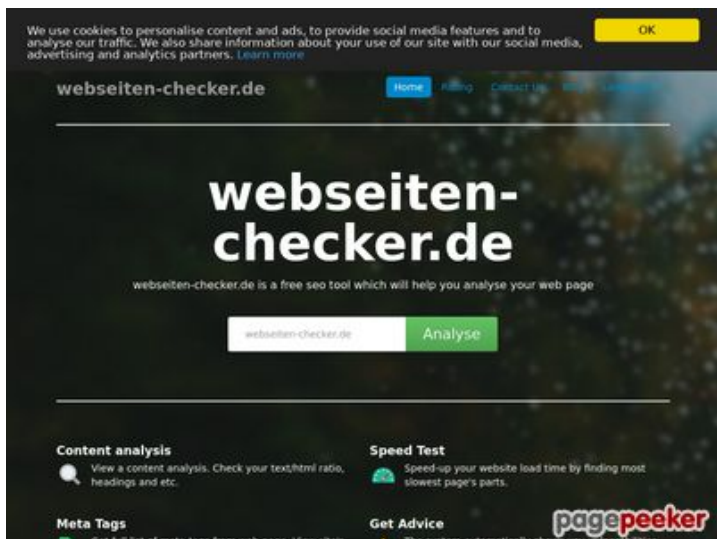 We use cookies to personalise content and ads, to provide social media features and to
analyse our traffic. We also share information about your use of our site with our social media,
advertising and analytics partners. Learn more
OK
webseiten-checker.de
Home Rating Contact Us
webseiten-
checker.de
webseiten-checker.de is a free seo tool which will help you analyse your web page
webseiten-checker.de
Analyse
Content analysis
View a content analysis. Check your text/html ratio,
headings and etc.
Speed Test
Speed-up your website load time by finding most
slowest page's parts.
Meta Tags
Get Advice
pagepeeker